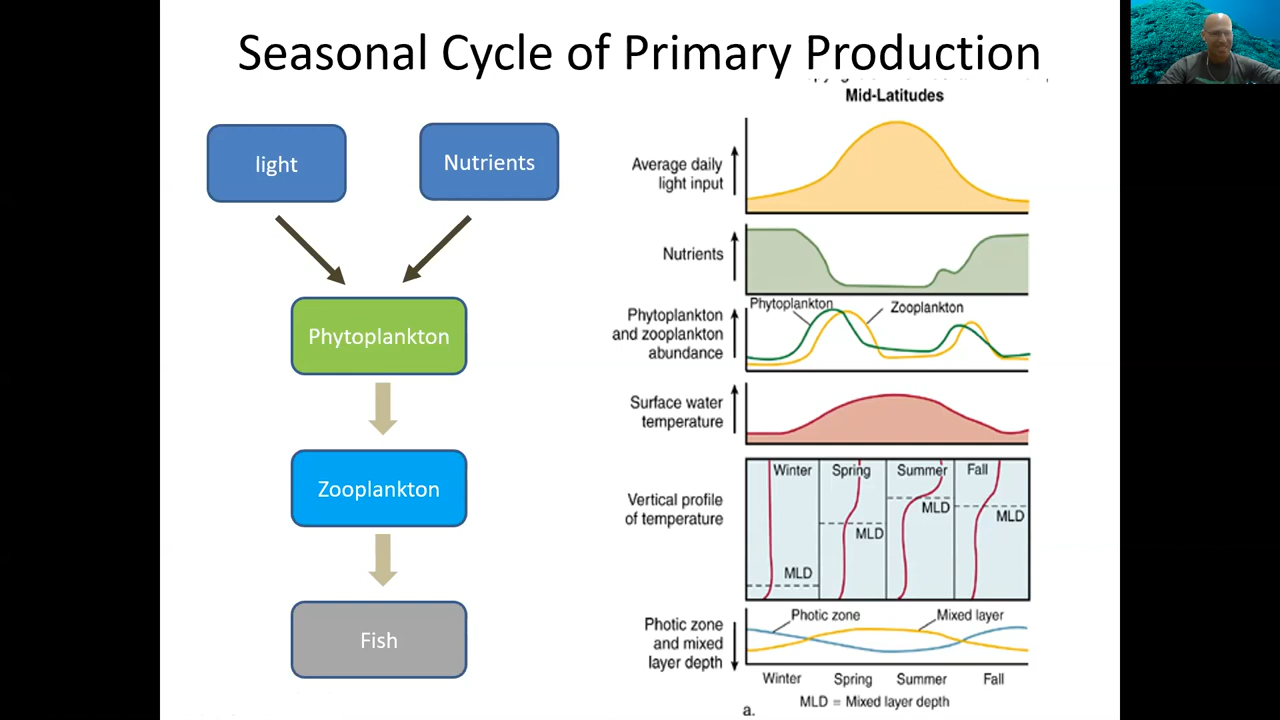 Seasonal Cycle of Primary Production
light
Nutrients
Phytoplankton
Zooplankton
Fish
Mid-Latitudes
Average daily
light input
Nutrients
Phytoplankton
and zooplankton
abundance
Phytoplankton
Zooplankton
Surface water
temperature
Vertical profile
of temperature
Winter
Spring
Summer
Fall
MLD
MLD
MLD
MLD
Photic zone
and mixed
layer depth
Photic zone
Mixed layer
Winter
Spring
Summer
Fall
MLD = Mixed layer depth
a.